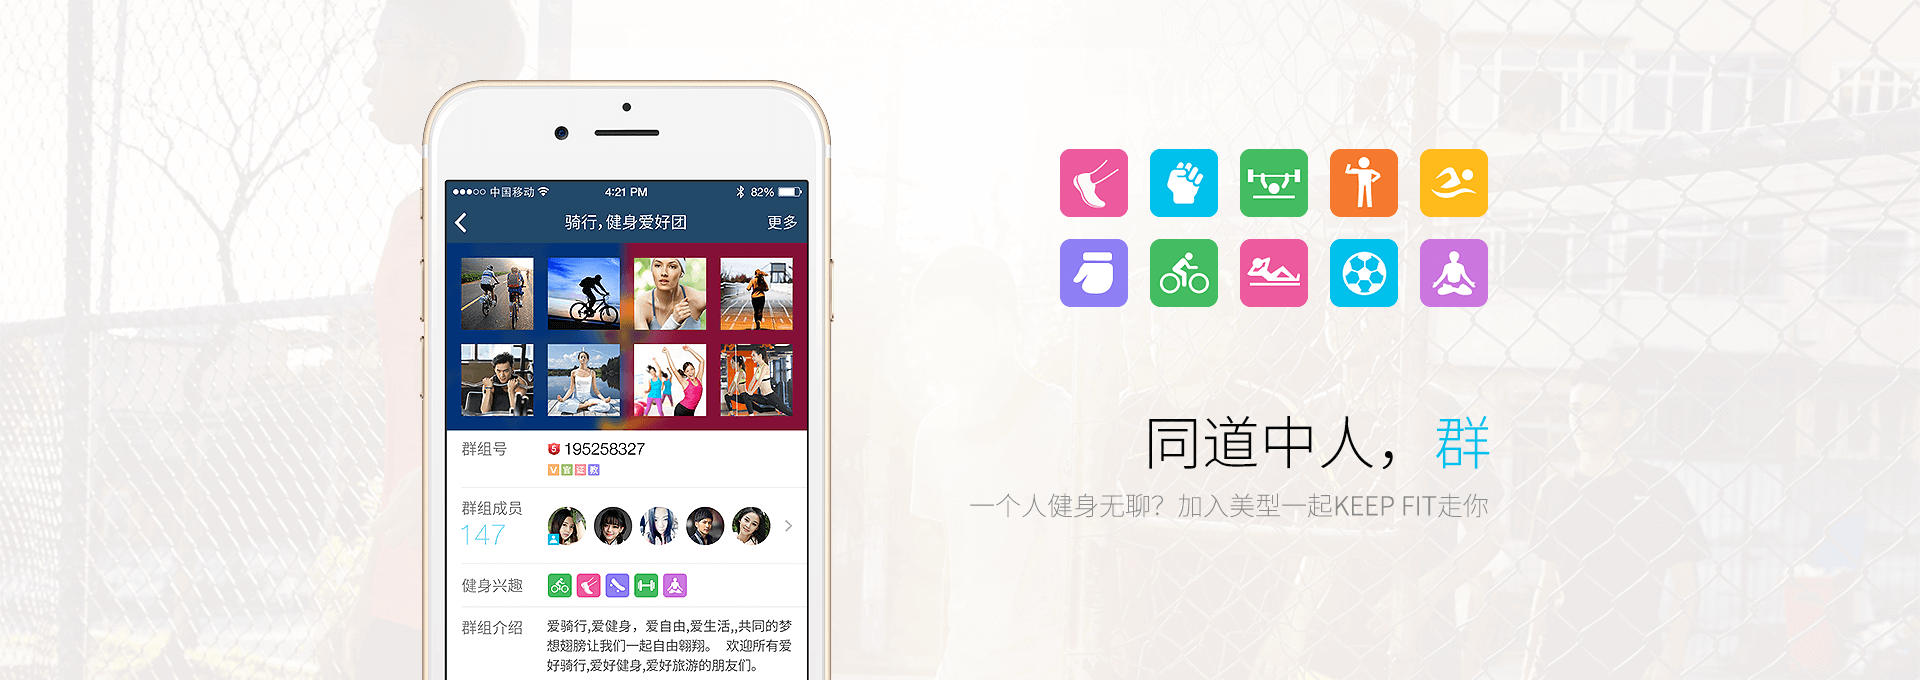 中国移动 4:21 PM 82%
骑行,健身爱好团 更多
群组号 5 195258327
V 官 证 教
群组成员
147
健身兴趣
群组介绍
爱骑行,爱健身，爱自由,爱生活,,共同的梦
想翅膀让我们一起自由翱翔。 欢迎所有爱
好骑行,爱好健身,爱好旅游的朋友们。
同道中人，群
一个人健身无聊？加入美型一起KEEP FIT走你